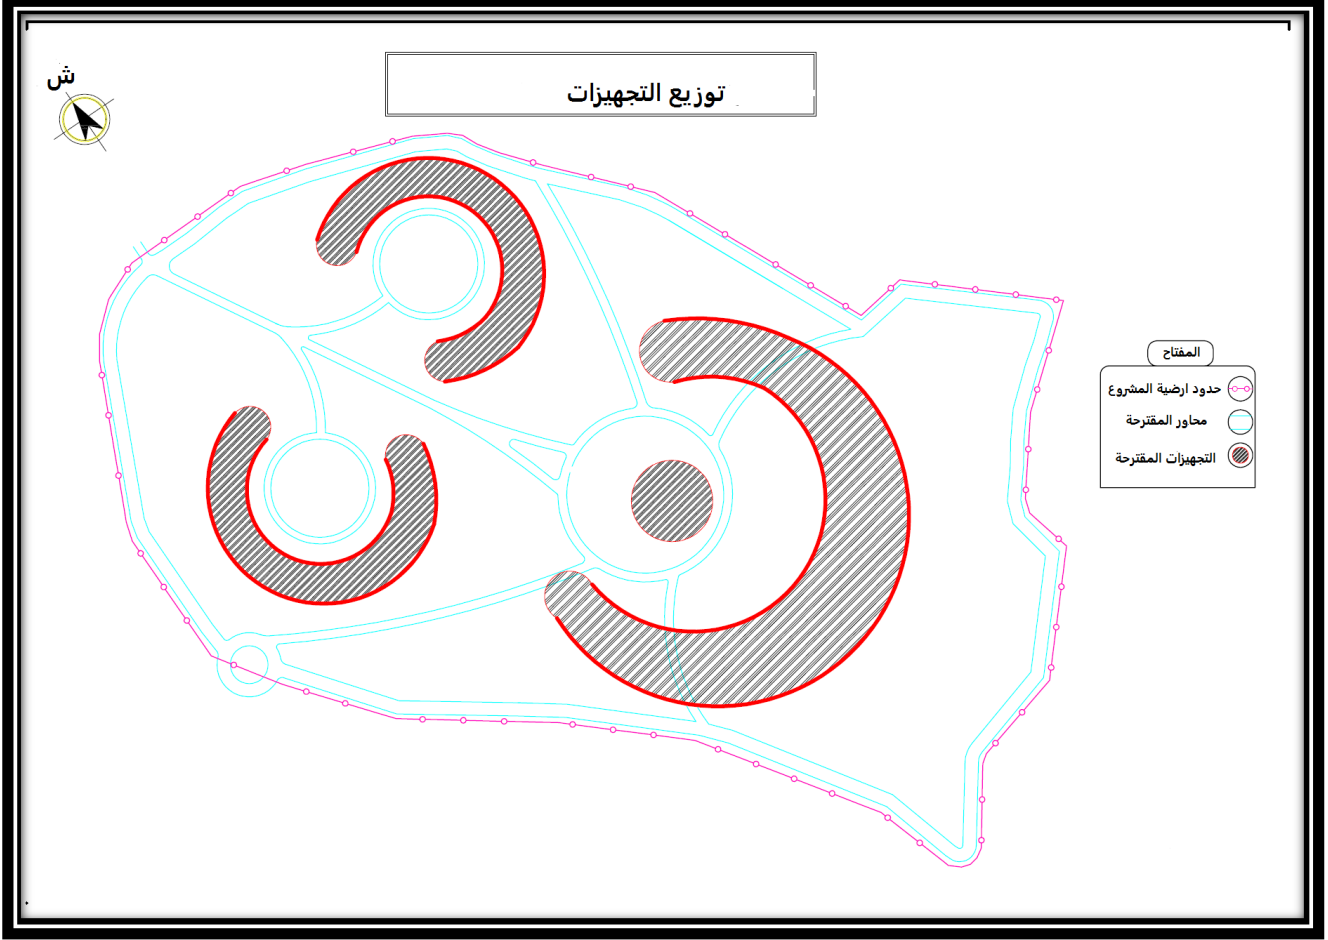 توزيع التجهيزات
ش
المفتاح
حدود ارضية المشروع
محاور المقترحة
التجهيزات المقترحة